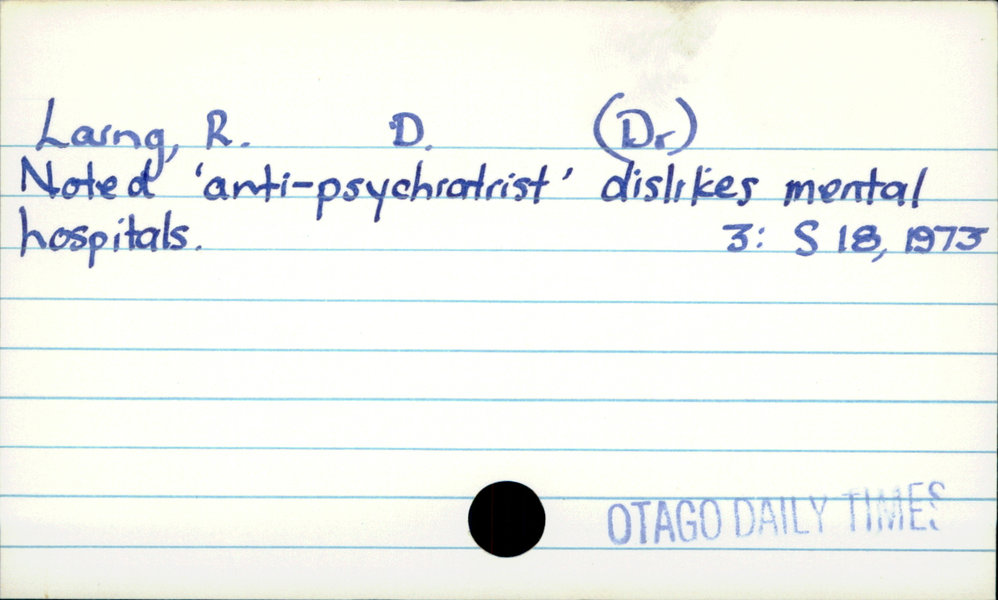 Laing, R. D. (Dr)
Noted 'anti-psychiatrist' dislikes mental
hospitals. 3: S 18, 1973
OTAGO DAILY TIMES